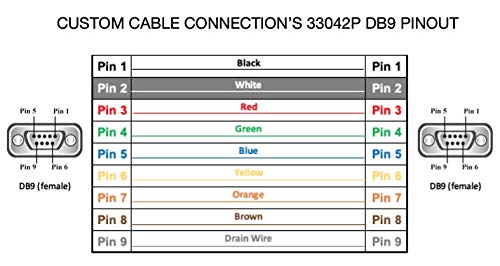 CUSTOM CABLE CONNECTION'S 33042P DB9 PINOUT
Pin 1 Black Pin 1
Pin 2 White Pin 2
Pin 3 Red Pin 3
Pin 4 Green Pin 4
Pin 5 Blue Pin 5
Pin 6 Yellow Pin 6
Pin 7 Orange Pin 7
Pin 8 Brown Pin 8
Pin 9 Drain Wire Pin 9
Pin 5 Pin 1
Pin 9 Pin 6
DB9 (female)
Pin 5 Pin 1
Pin 9 Pin 6
DB9 (female)